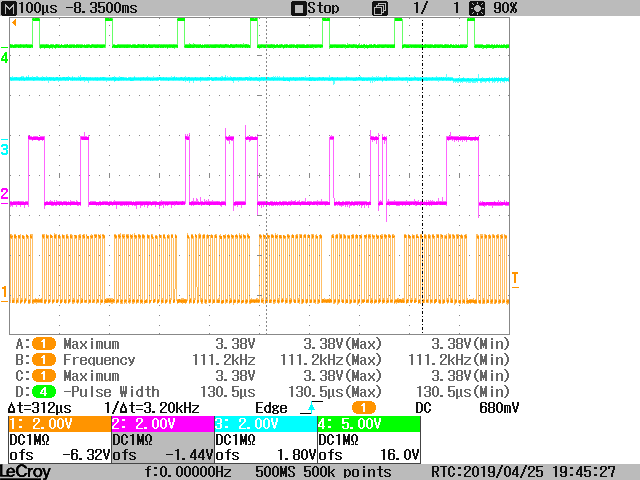 M 100µs -8.3500ms Stop 1/ 1 90%
4
3
2
1
T
A: 1 Maximum 3.38V 3.38V(Max) 3.38V(Min)
B: 1 Frequency 111.2kHz 111.2kHz(Max) 111.2kHz(Min)
C: 1 Maximum 3.38V 3.38V(Max) 3.38V(Min)
D: 4 -Pulse Width 130.5µs 130.5µs(Max) 130.5µs(Min)
Δt=312µs 1/Δt=3.20kHz Edge 1 DC 680mV
1: 2.00V 2: 2.00V 3: 2.00V 4: 5.00V
DC1MΩ DC1MΩ DC1MΩ DC1MΩ
ofs -6.32V ofs -1.44V ofs 1.80V ofs 16.0V
LeCroy f:0.00000Hz 500MS 500k points RTC:2019/04/25 19:45:27